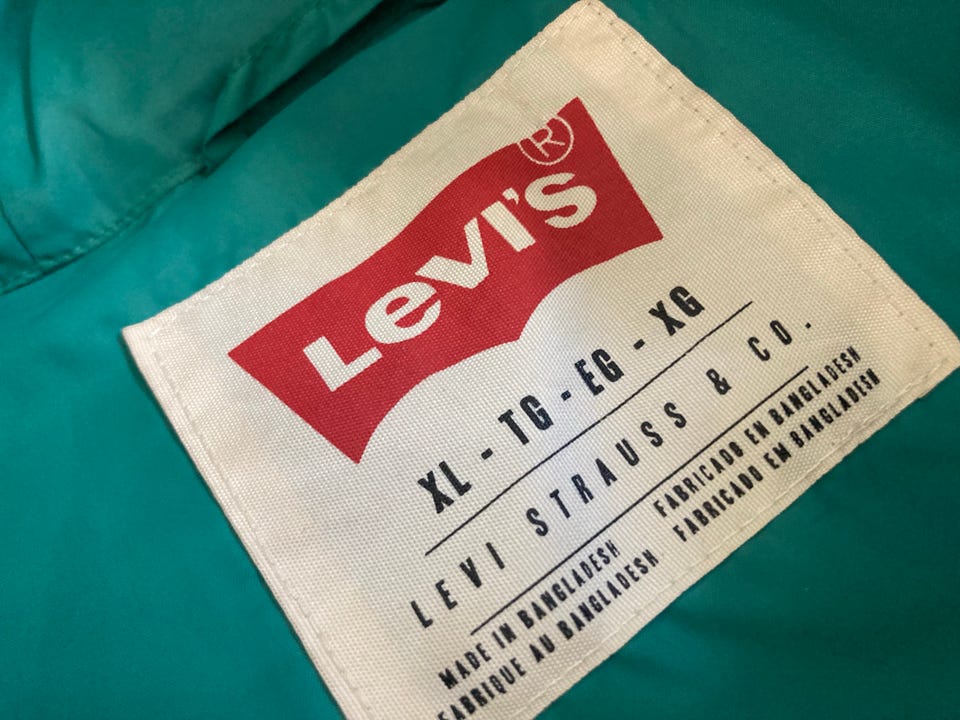 Levi's®
XL - TG - EG - XG
LEVI STRAUSS & CO.
MADE IN BANGLADESH FABRICADO EN BANGLADESH
FABRIQUE AU BANGLADESH FABRICADO EM BANGLADESH